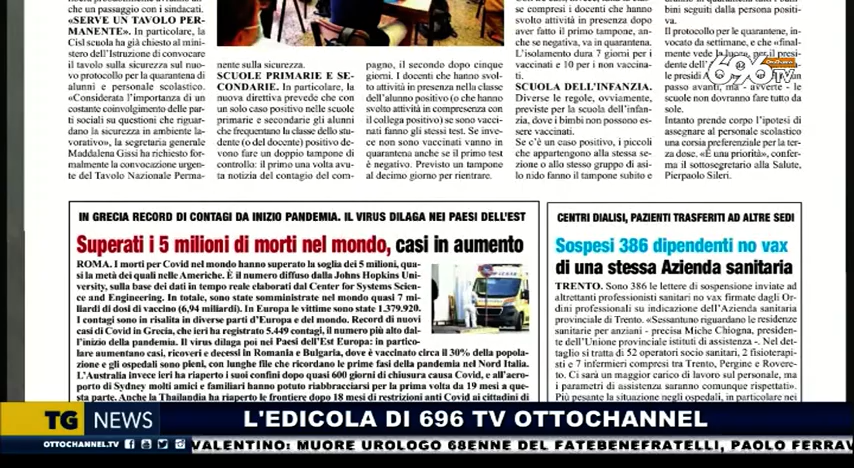 che un passaggio con i sindacati.
«SERVE UN TAVOLO PER-
MANENTE». In particolare, la
Cisl scuola ha già chiesto al mini-
stero dell'Istruzione di convocare
il tavolo sulla sicurezza sul nuo-
vo protocollo per la quarantena di
alunni e personale scolastico.
«Considerata l'importanza di un
costante coinvolgimento delle par-
ti sociali su questioni che riguar-
dano la sicurezza in ambiente la-
vorativo», la segretaria generale
Maddalena Gissi ha richiesto for-
malmente la convocazione urgen-
te del Tavolo Nazionale Perma-
nente sulla sicurezza.
SCUOLE PRIMARIE E SE-
CONDARIE. In particolare, la
nuova direttiva prevede che con
un solo caso positivo nelle scuole
primarie e secondarie gli alunni
che frequentano la classe dello stu-
dente (o del docente) positivo de-
vono fare un doppio tampone di
controllo: il primo una volta avu-
ta notizia del contagio del com-
pagno, il secondo dopo cinque
giorni. I docenti che hanno svol-
to attività in presenza nella classe
dell'alunno positivo (o che hanno
svolto attività in compresenza con
il collega positivo) se sono vacci-
nati fanno gli stessi test. Se inve-
ce non sono vaccinati vanno in
quarantena anche se il primo test
è negativo. Previsto un tampone
al decimo giorno per rientrare.
si compresi i docenti che hanno
svolto attività in presenza dopo
aver fatto il primo tampone, an-
che se negativa, va in quarantena.
L'isolamento dura 7 giorni per i
vaccinati e 10 per i non vaccina-
ti.
SCUOLA DELL'INFANZIA.
Diverse le regole, ovviamente,
previste per la scuola dell'infan-
zia, dove i bimbi non possono es-
sere vaccinati.
Se c'è un caso positivo, i piccoli
che appartengono alla stessa se-
zione o allo stesso gruppo di asi-
lo nido fanno il tampone subito e
bini seguiti dalla persona positi-
va.
Il protocollo per le quarantene, in-
vocato da settimane, e che «final-
mente vede la
dell'
le presidi
passo avanti, ma - avverte - le
scuole non dovranno fare tutto da
sole.
Intanto prende corpo l'ipotesi di
assegnare al personale scolastico
una corsia preferenziale per la ter-
za dose. «È una priorità», confer-
ma il sottosegretario alla Salute,
Pierpaolo Sileri.
696
TV
IN GRECIA RECORD DI CONTAGI DA INIZIO PANDEMIA. IL VIRUS DILAGA NEI PAESI DELL'EST
Superati i 5 milioni di morti nel mondo, casi in aumento
ROMA. I morti per Covid nel mondo hanno superato la soglia dei 5 milioni, qua-
si la metà dei quali nelle Americhe. È il numero diffuso dalla Johns Hopkins Uni-
versity, sulla base dei dati in tempo reale elaborati dal Center for Systems Scien-
ce and Engineering. In totale, sono state somministrate nel mondo quasi 7 mi-
liardi di dosi di vaccino (6,94 miliardi). In Europa le vittime sono state 1.379.920.
I contagi sono in risalita in diverse parti d'Europa e del mondo. Record di nuovi
casi di Covid in Grecia, che ieri ha registrato 5.449 contagi, il numero più alto dal-
l'inizio della pandemia. Il virus dilaga poi nei Paesi dell'Est Europa: in partico-
lare aumentano casi, ricoveri e decessi in Romania e Bulgaria, dove è vaccinato circa il 30% della popola-
zione e gli ospedali sono pieni, con lunghe file che ricordano le prime fasi della pandemia nel Nord Italia.
L'Australia invece ieri ha riaperto i suoi confini dopo quasi 600 giorni di chiusura causa Covid, e all'aero-
porto di Sydney molti amici e familiari hanno potuto riabbracciarsi per la prima volta da 19 mesi a que-
sta parte. Anche la Thailandia ha riaperto le frontiere dopo 18 mesi di restrizioni anti Covid ai cittadini di
CENTRI DIALISI, PAZIENTI TRASFERITI AD ALTRE SEDI
Sospesi 386 dipendenti no vax
di una stessa Azienda sanitaria
TRENTO. Sono 386 le lettere di sospensione inviate ad
altrettanti professionisti sanitari no vax firmate dagli Or-
dini professionali su indicazione dell'Azienda sanitaria
provinciale di Trento. «Sessantuno riguardano le residenze
sanitarie per anziani - precisa Miche Chiogna, presi-
dente dell'Unione provinciale istituti di assistenza -. Nel det-
taglio si tratta di 52 operatori socio sanitari, 2 fisioterapi-
sti e 7 infermieri compresi tra Trento, Pergine e Rovere-
to. Ci sarà un maggior carico di lavoro sul personale, ma
i parametri di assistenza saranno comunque rispettati».
Più pesante la situazione negli ospedali, in particolare nei
TG NEWS
L'EDICOLA DI 696 TV OTTOCHANNEL
OTTOCHANNEL.TV
VALENTINO: MUORE UROLOGO 68ENNE DEL FATEBENEFRATELLI, PAOLO FERRAV